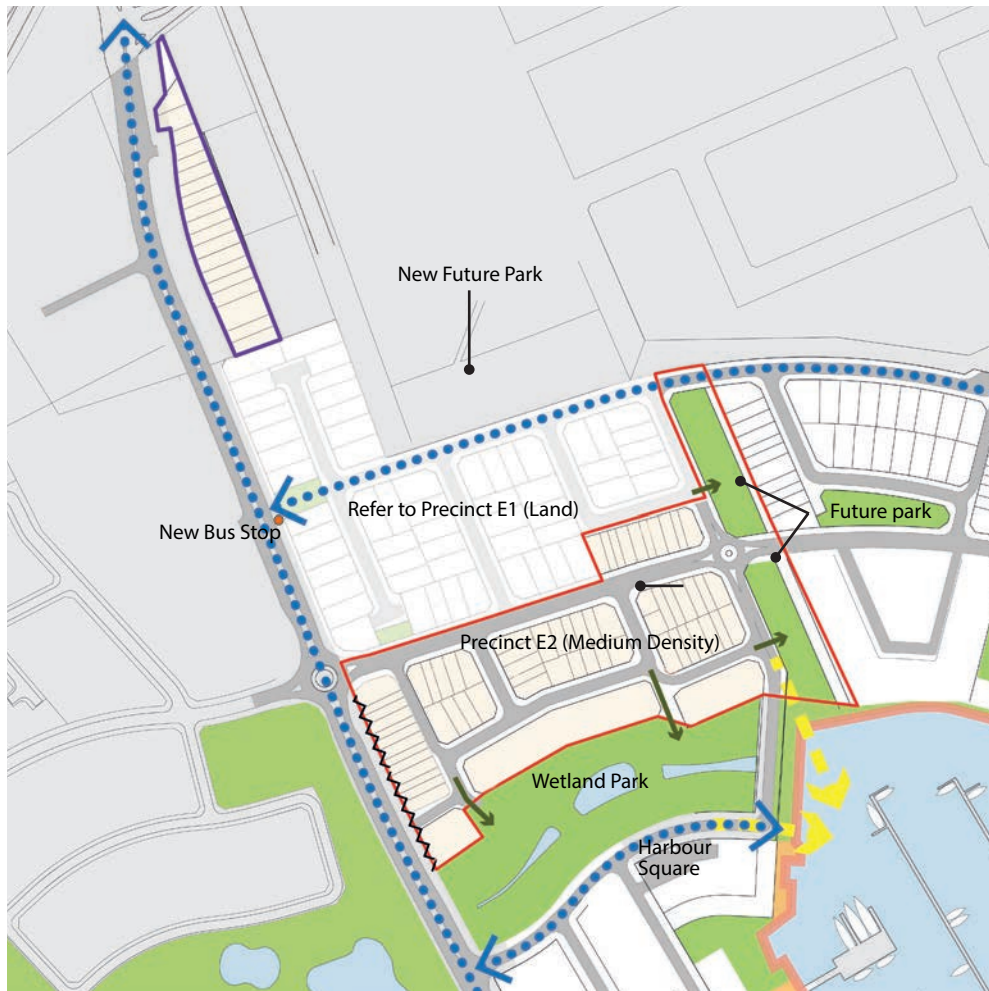 New Future Park
Refer to Precinct E1 (Land)
Future park
New Bus Stop
Precinct E2 (Medium Density)
Wetland Park
Harbour
Square